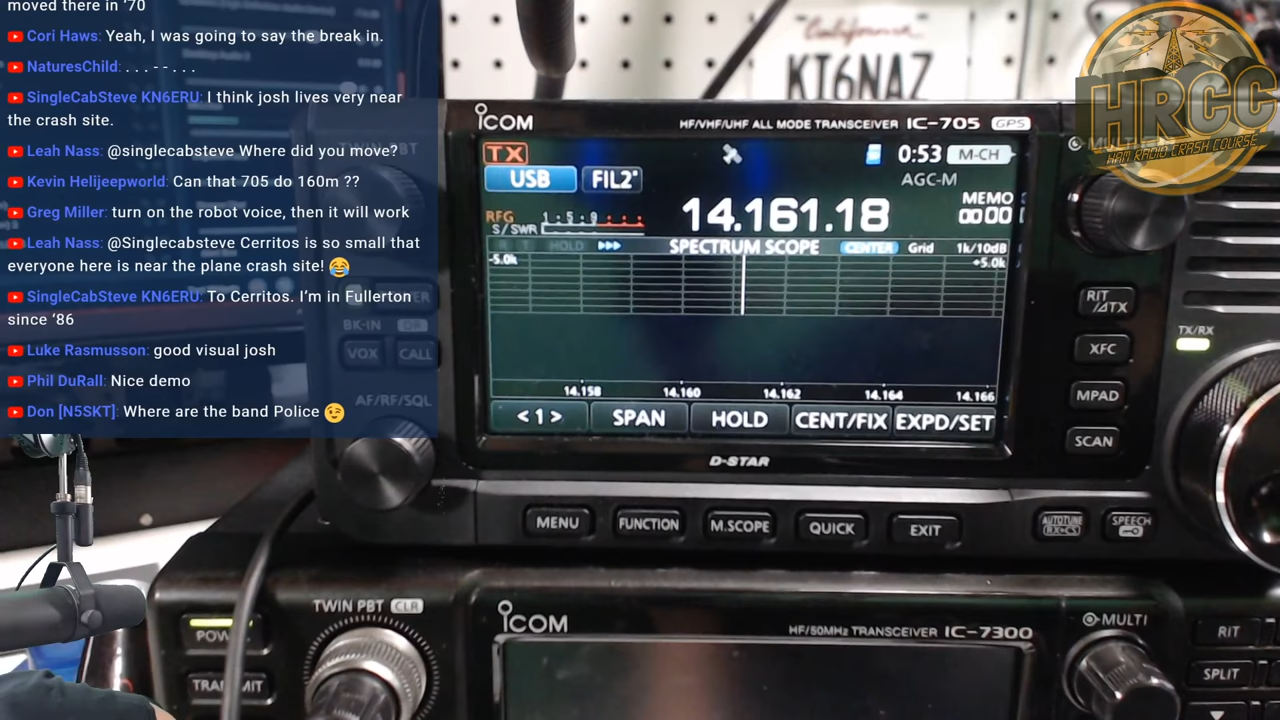 moved there in '70
Cori Haws: Yeah, I was going to say the break in.
NaturesChild: . . . - - . . .
SingleCabSteve KN6ERU: I think josh lives very near
the crash site.
Leah Nass: @singlecabsteve Where did you move?
Kevin Helijeepworld: Can that 705 do 160m ??
Greg Miller: turn on the robot voice, then it will work
Leah Nass: @Singlecabsteve Cerritos is so small that
everyone here is near the plane crash site! 😂
SingleCabSteve KN6ERU: To Cerritos. I'm in Fullerton
since '86
Luke Rasmusson: good visual josh
Phil DuRall: Nice demo
Don [N5SKT]: Where are the band Police 😉
California
KI6NAZ
HRCC
HAM RADIO CRASH COURSE
ICOM
HF/VHF/UHF ALL MODE TRANSCEIVER IC-705 GPS
TX
0:53 M-CH
USB FIL2
AGC-M
MEMO
0000
14.161.18
RFG
S/SWR 1 5 9
HOLD SPECTRUM SCOPE CENTER Grid 1k/10dB
-5.0k +5.0k
14.158 14.160 14.162 14.164 14.166
< 1 > SPAN HOLD CENT/FIX EXPD/SET
D-STAR
BK-IN
VOX CALL
AF/RF/SQL
RIT
/ΔTX
XFC
MPAD
SCAN
TX/RX
MENU FUNCTION M.SCOPE QUICK EXIT
AUTOTUNE
RX→CS
SPEECH
TWIN PBT CLR
POWER
TRANSMIT
ICOM
HF/50MHz TRANSCEIVER IC-7300
MULTI
RIT
SPLIT